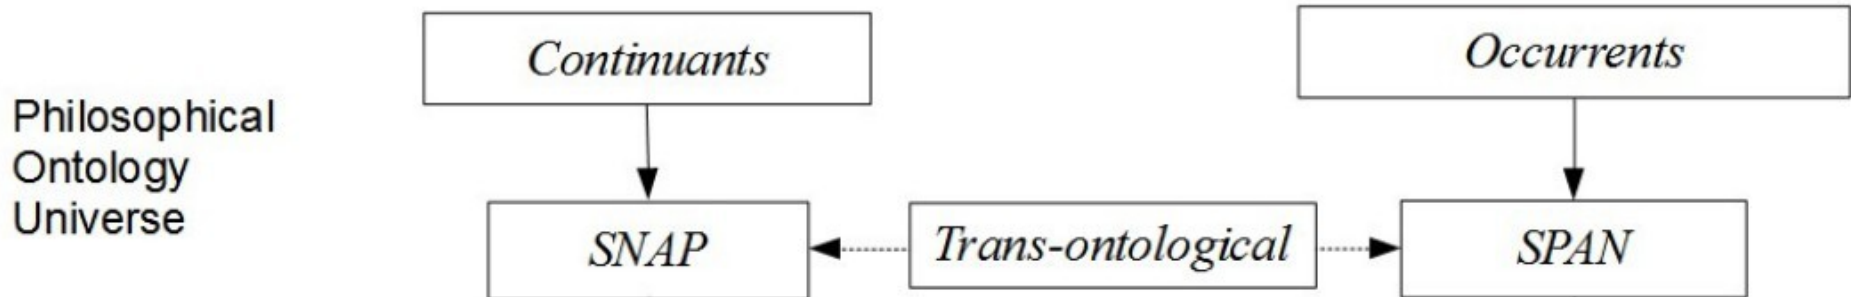 Continuants
Occurrents
Philosophical
Ontology
Universe
SNAP
Trans-ontological
SPAN